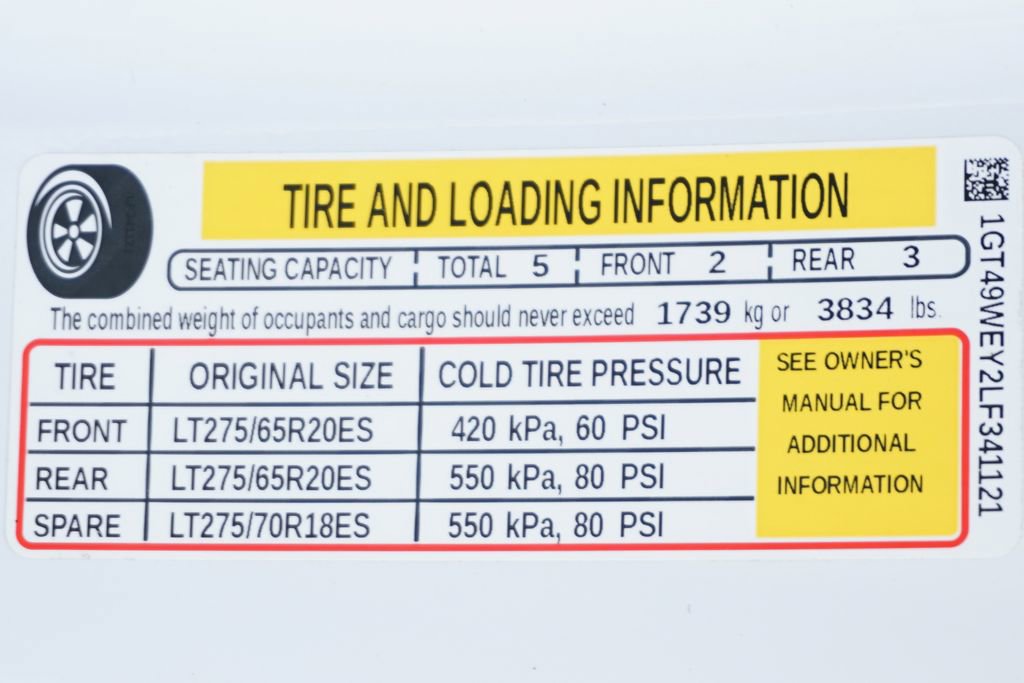 TIRE AND LOADING INFORMATION
SEATING CAPACITY TOTAL 5 FRONT 2 REAR 3
The combined weight of occupants and cargo should never exceed 1739 kg or 3834 lbs.
TIRE ORIGINAL SIZE COLD TIRE PRESSURE
FRONT LT275/65R20ES 420 kPa, 60 PSI
REAR LT275/65R20ES 550 kPa, 80 PSI
SPARE LT275/70R18ES 550 kPa, 80 PSI
SEE OWNER'S
MANUAL FOR
ADDITIONAL
INFORMATION
1GT49WEY2LF341121